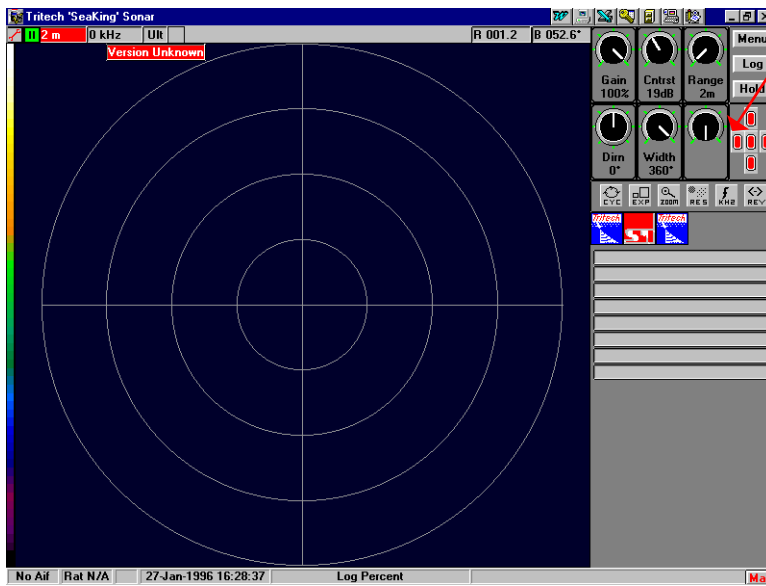 Tritech 'SeaKing' Sonar
2 m 0 kHz Ult R 001.2 B 052.6°
Version Unknown
Menu
Log
Hold
Gain Cntrst Range
100% 19dB 2m
Dirn Width
0° 360°
CYC EXP ZOOM RES KHZ REV
Tritech ST Tritech
No Aif Rat N/A 27-Jan-1996 16:28:37 Log Percent Ma